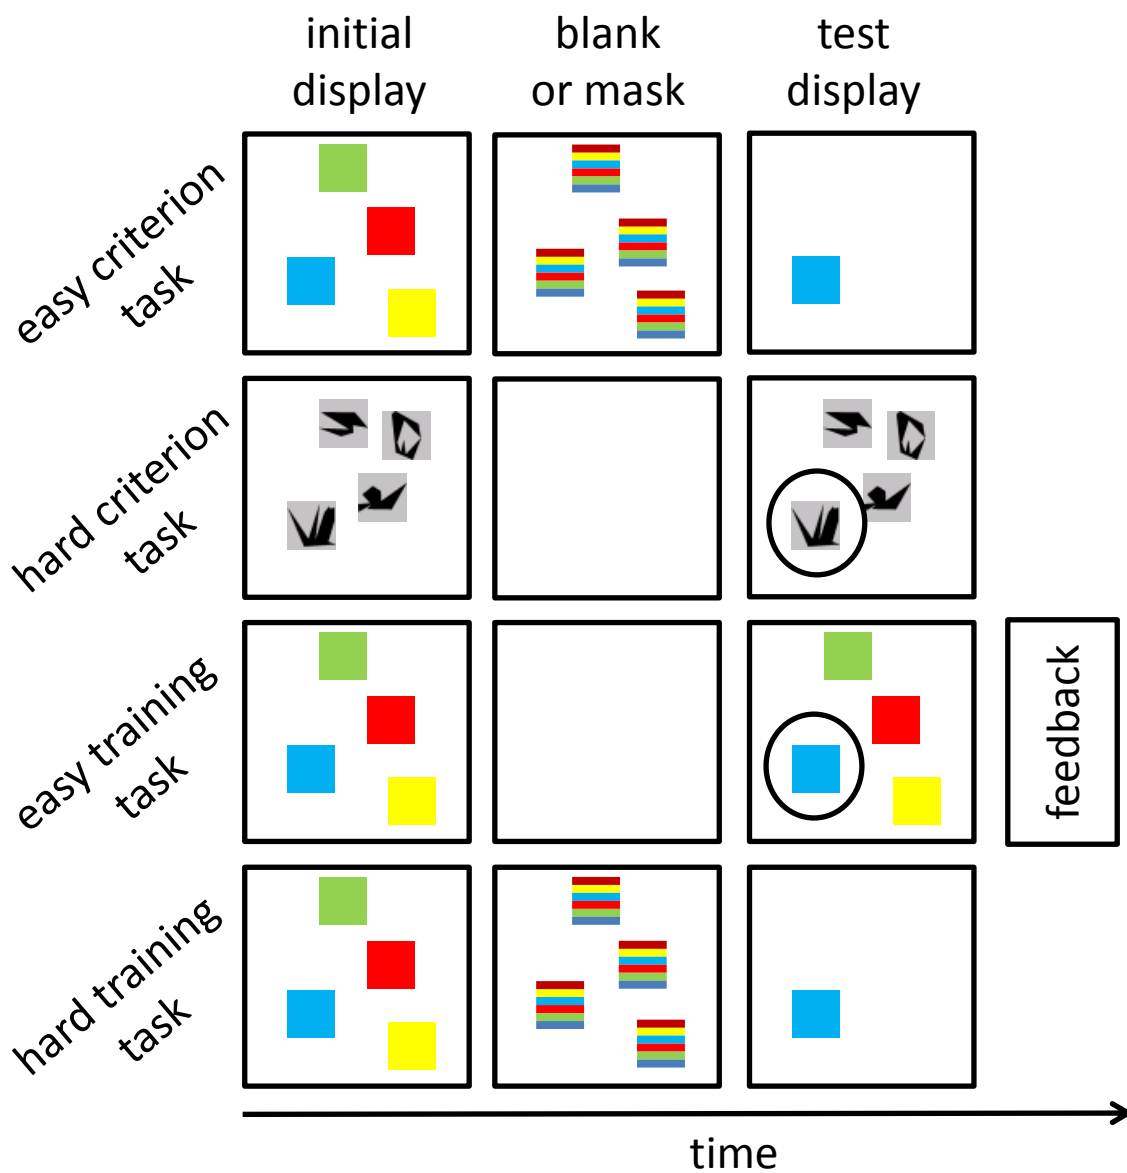 initial
display
blank
or mask
test
display
easy criterion
task
hard criterion
task
easy training
task
feedback
hard training
task
time